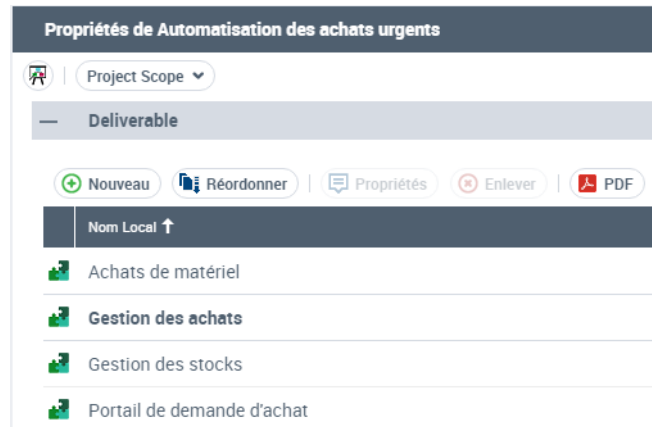 Propriétés de Automatisation des achats urgents
Project Scope
Deliverable
Nouveau Réordonner Propriétés Enlever PDF
Nom Local
Achats de matériel
Gestion des achats
Gestion des stocks
Portail de demande d'achat